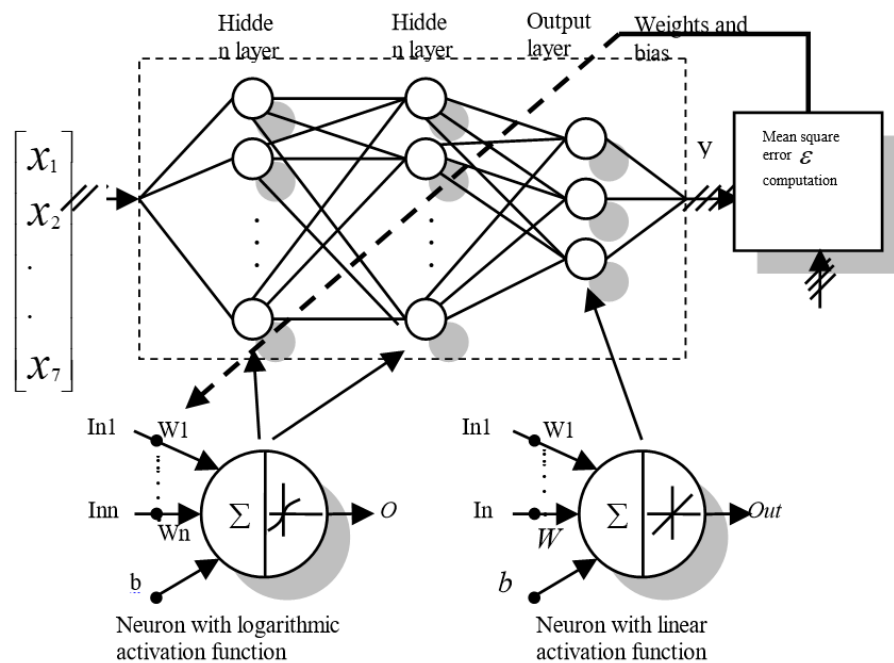 Hidde
n layer
Hidde
n layer
Output
layer
Weights and
bias
x1
x2
.
.
x7
y
Mean square
error ε
computation
In1
W1
Inn
Wn
b
Σ
O
Neuron with logarithmic
activation function
In1
W1
In
W
b
Σ
Out
Neuron with linear
activation function